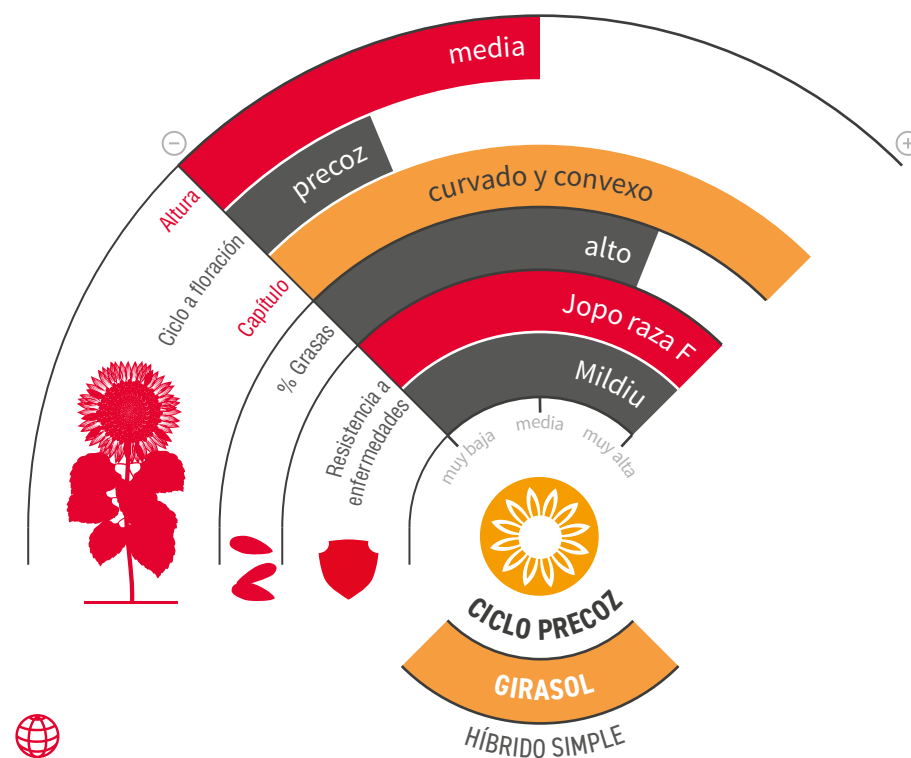 media
−
+
Altura
precoz
Ciclo a floración
curvado y convexo
Capítulo
alto
% Grasas
Jopo raza F
Mildiu
Resistencia a
enfermedades
muy baja
media
muy alta
CICLO PRECOZ
GIRASOL
HÍBRIDO SIMPLE